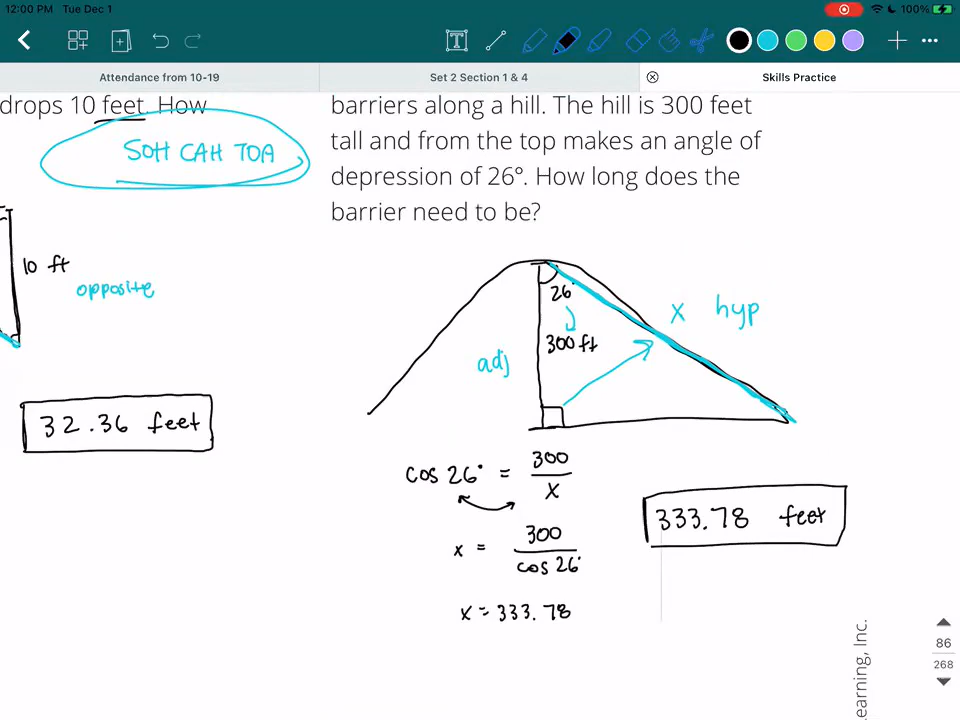 12:00 PM Tue Dec 1
100%
Attendance from 10-19
Set 2 Section 1 & 4
Skills Practice
drops 10 feet. How
SOH CAH TOA
10 ft
opposite
32.36 feet
barriers along a hill. The hill is 300 feet
tall and from the top makes an angle of
depression of 26°. How long does the
barrier need to be?
26°
300 ft
adj
x hyp
cos 26° = 300/x
x = 300/cos 26°
x = 333.78
333.78 feet
earning, Inc.
86
268